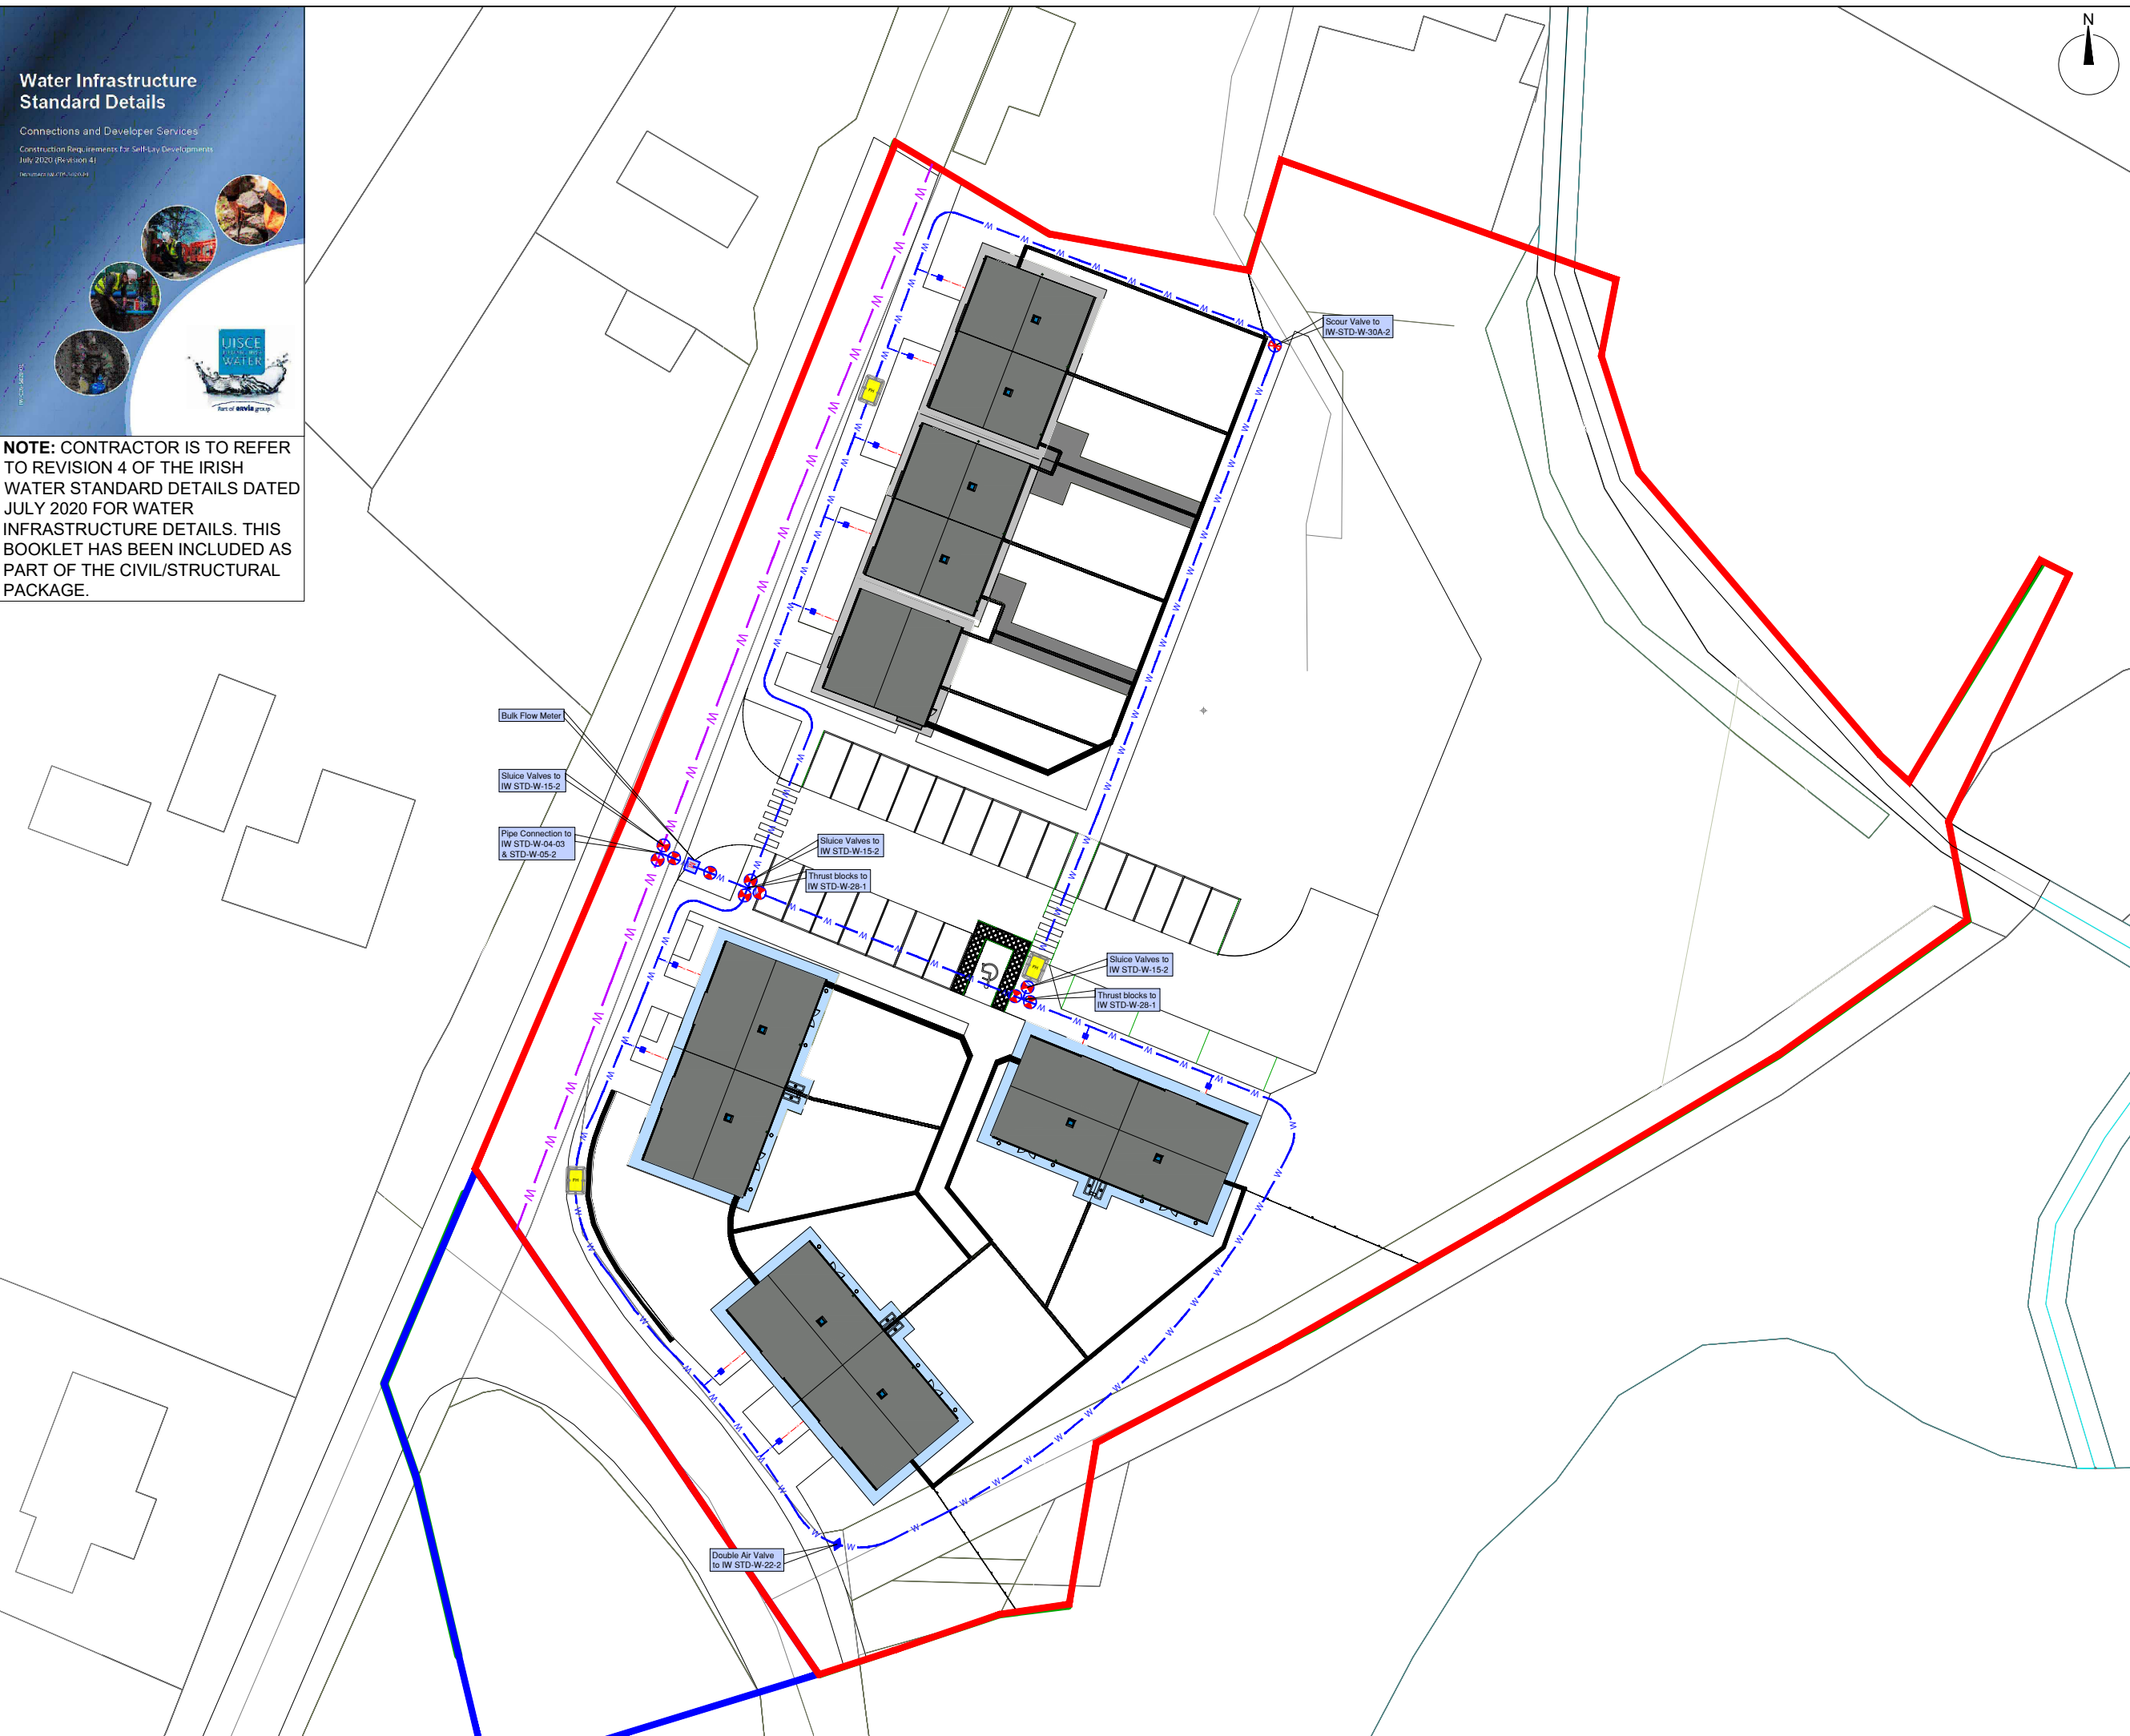 Water Infrastructure
Standard Details
Connections and Developer Services
Construction Requirements for Self-Lay Developments
July 2020 (Revision 4)
UISCE
WATER
Part of ervia group
NOTE: CONTRACTOR IS TO REFER
TO REVISION 4 OF THE IRISH
WATER STANDARD DETAILS DATED
JULY 2020 FOR WATER
INFRASTRUCTURE DETAILS. THIS
BOOKLET HAS BEEN INCLUDED AS
PART OF THE CIVIL/STRUCTURAL
PACKAGE.
N
Scour Valve to
IW-STD-W-30A-2
Bulk Flow Meter
Sluice Valves to
IW STD-W-15-2
Pipe Connection to
IW STD-W-04-03
& STD-W-05-2
Sluice Valves to
IW STD-W-15-2
Thrust blocks to
IW STD-W-28-1
Sluice Valves to
IW STD-W-15-2
Thrust blocks to
IW STD-W-28-1
Double Air Valve
to IW STD-W-22-2